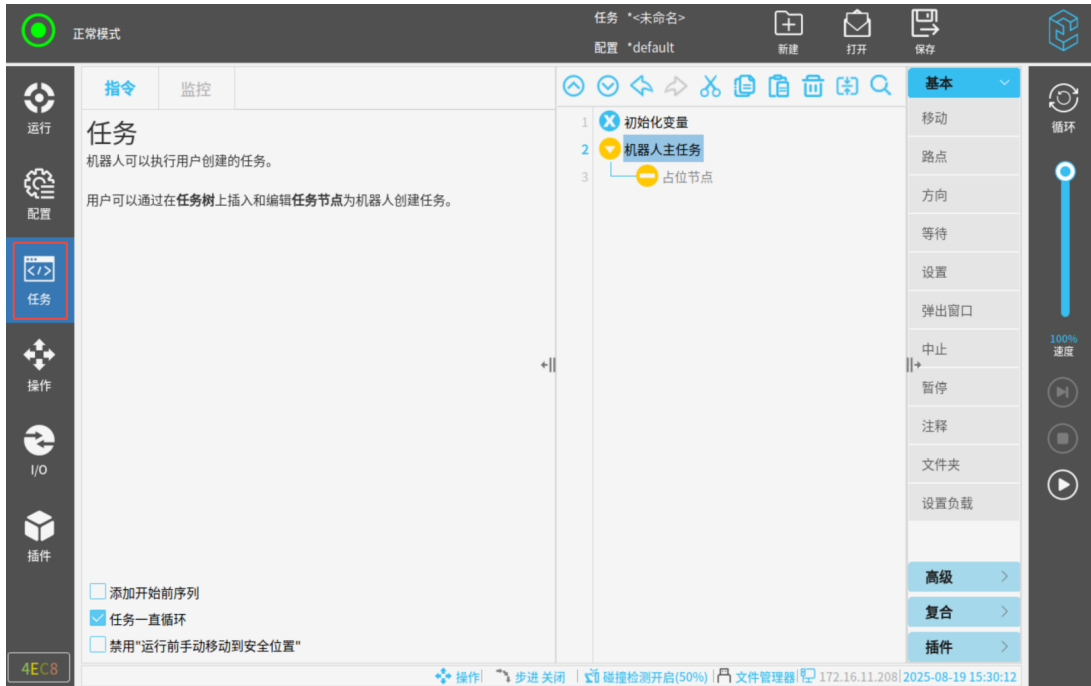 正常模式
任务 *<未命名>
配置 *default
新建
打开
保存
运行
配置
任务
操作
I/O
插件
4EC8
指令
监控
任务
机器人可以执行用户创建的任务。
用户可以通过在任务树上插入和编辑任务节点为机器人创建任务。
添加开始前序列
任务一直循环
禁用"运行前手动移动到安全位置"
1 初始化变量
2 机器人主任务
3 占位节点
基本
移动
路点
方向
等待
设置
弹出窗口
中止
暂停
注释
文件夹
设置负载
高级
复合
插件
循环
100%
速度
操作 步进 关闭 碰撞检测开启(50%) 文件管理器 172.16.11.208 2025-08-19 15:30:12